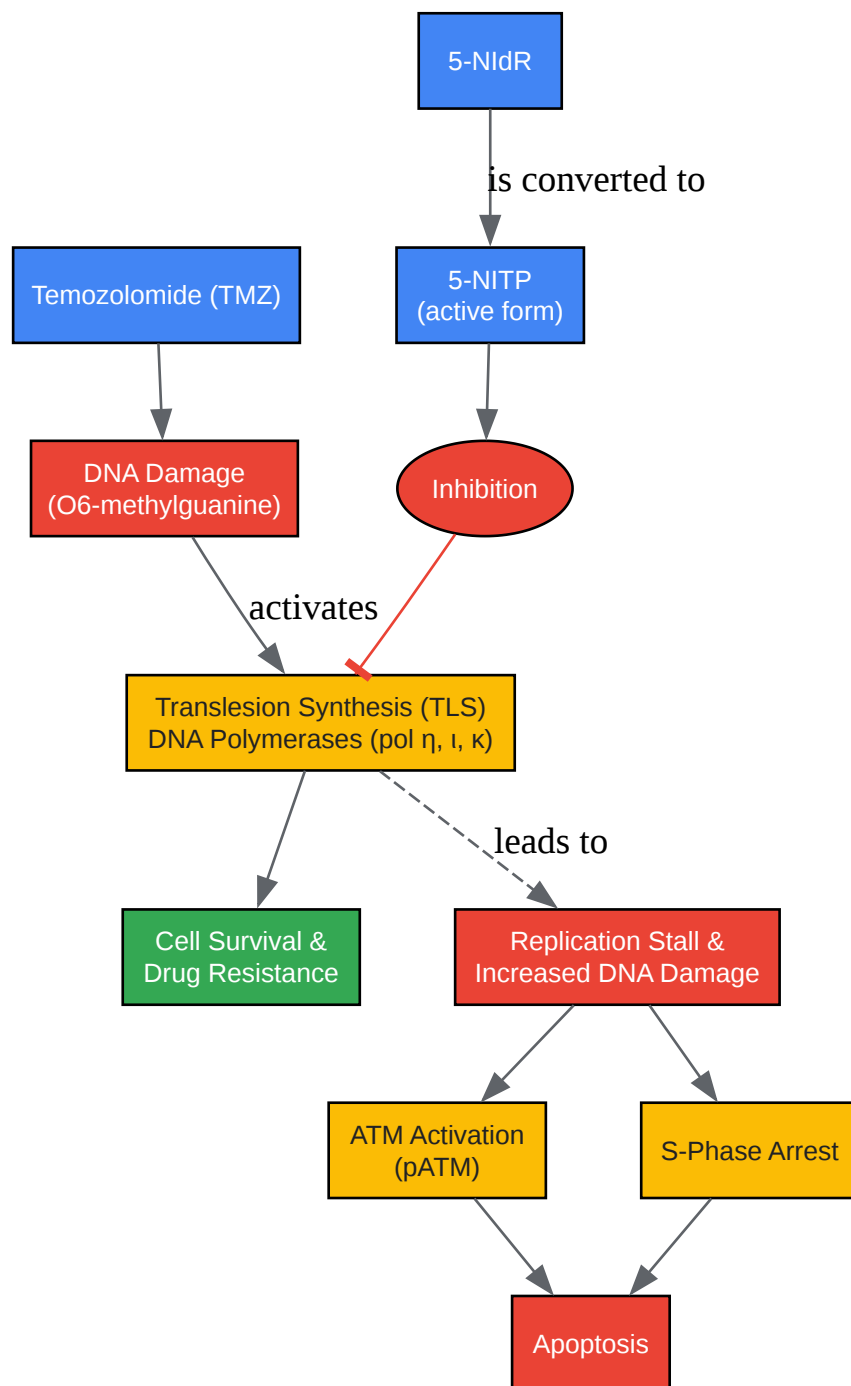 5-NIdR
is converted to
Temozolomide (TMZ)
5-NITP
(active form)
DNA Damage
(O6-methylguanine)
Inhibition
activates
Translesion Synthesis (TLS)
DNA Polymerases (pol η, ι, κ)
leads to
Cell Survival &
Drug Resistance
Replication Stall &
Increased DNA Damage
ATM Activation
(pATM)
S-Phase Arrest
Apoptosis